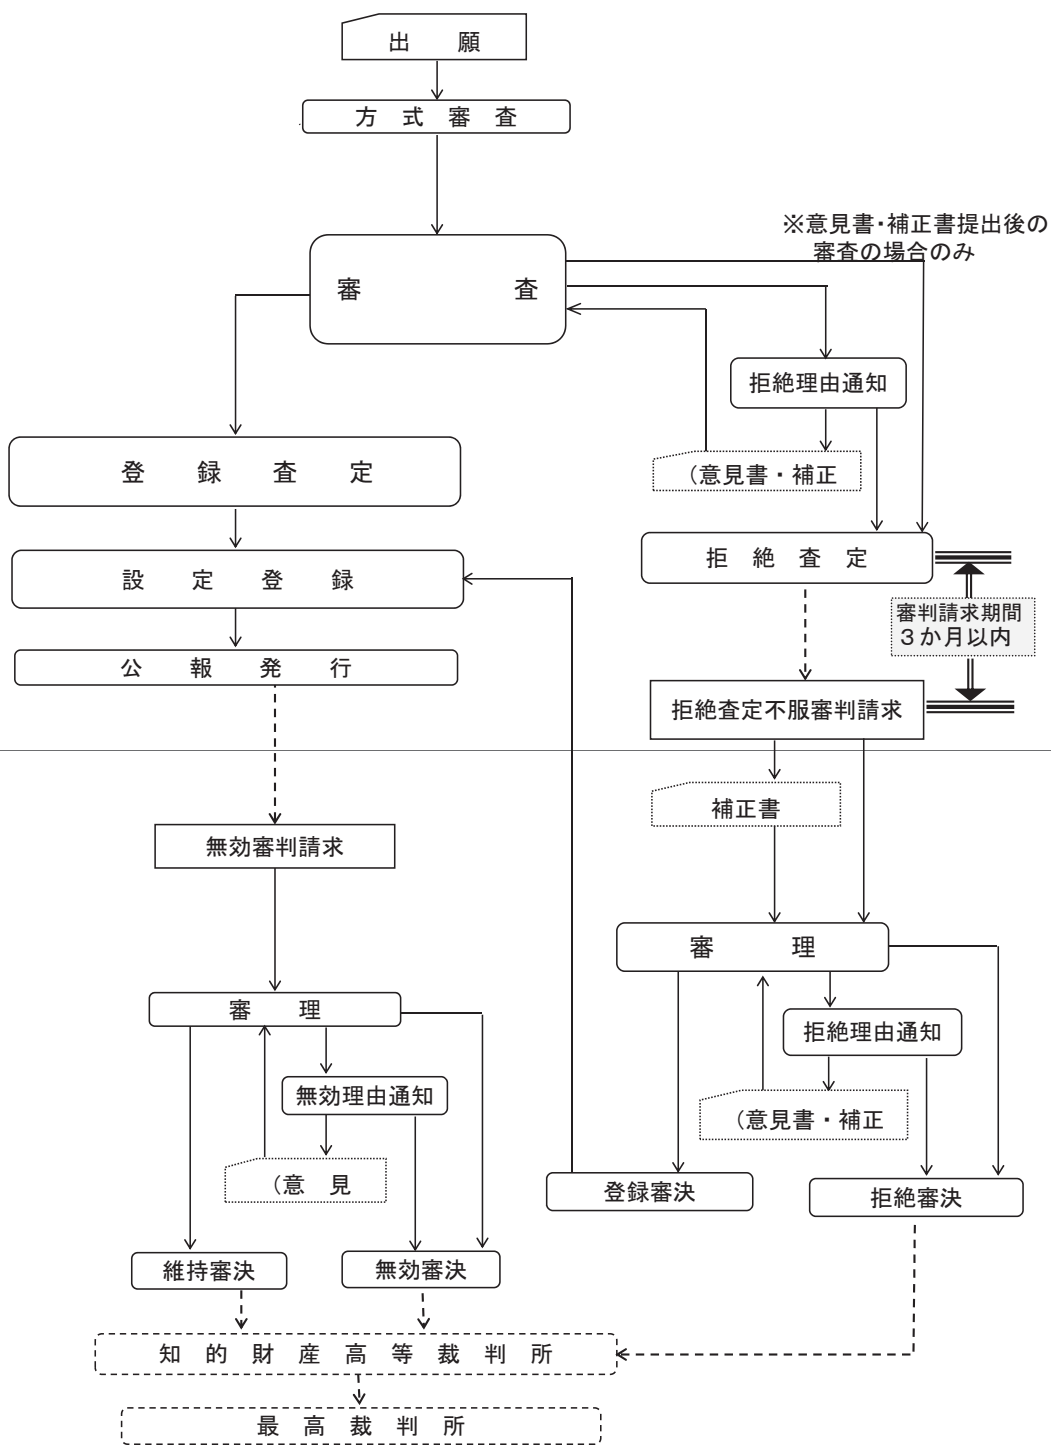 出　願
方　式　審　査
※意見書・補正書提出後の
審査の場合のみ
審　査
拒絶理由通知
（意見書・補正
登　録　査　定
拒　絶　査　定
設　定　登　録
審判請求期間
３か月以内
公　報　発　行
拒絶査定不服審判請求
補正書
無効審判請求
審　理
審　理
拒絶理由通知
無効理由通知
（意見書・補正
（意　見
登録審決
拒絶審決
維持審決
無効審決
知　的　財　産　高　等　裁　判　所
最　高　裁　判　所